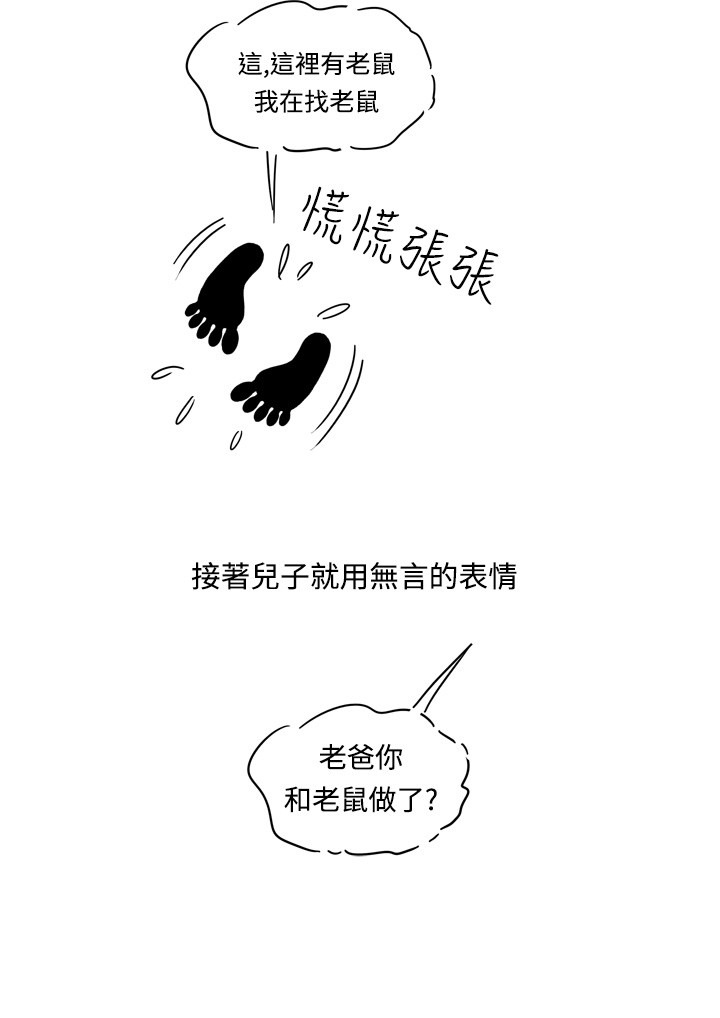 這,這裡有老鼠
我在找老鼠
慌慌張張
接著兒子就用無言的表情
老爸你
和老鼠做了?